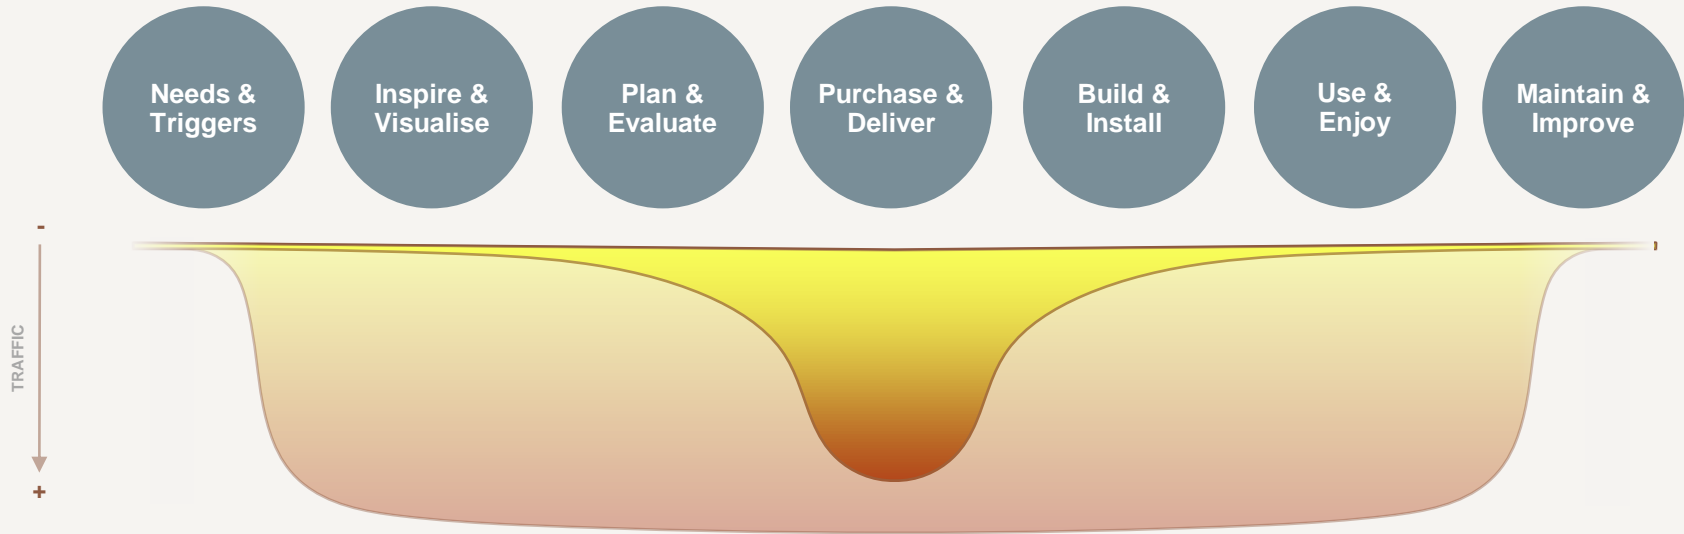 Needs &
Triggers
Inspire &
Visualise
Plan &
Evaluate
Purchase &
Deliver
Build &
Install
Use &
Enjoy
Maintain &
Improve
-
TRAFFIC
+